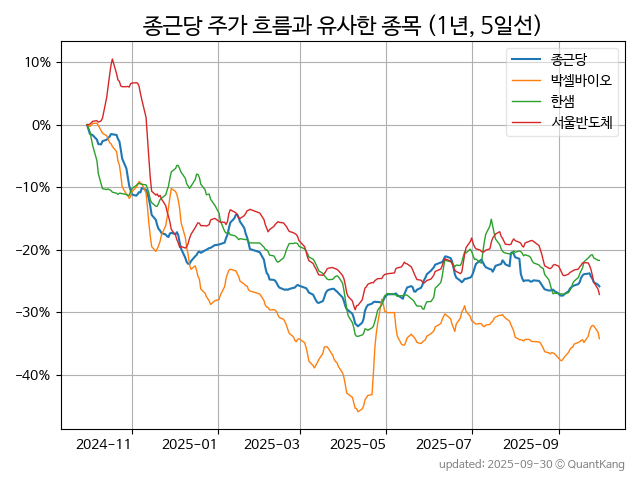 종근당 주가 흐름과 유사한 종목 (1년, 5일선)
종근당
박셀바이오
한샘
서울반도체
10%
0%
−10%
−20%
−30%
−40%
2024-11
2025-01
2025-03
2025-05
2025-07
2025-09
updated: 2025-09-30 © QuantKang